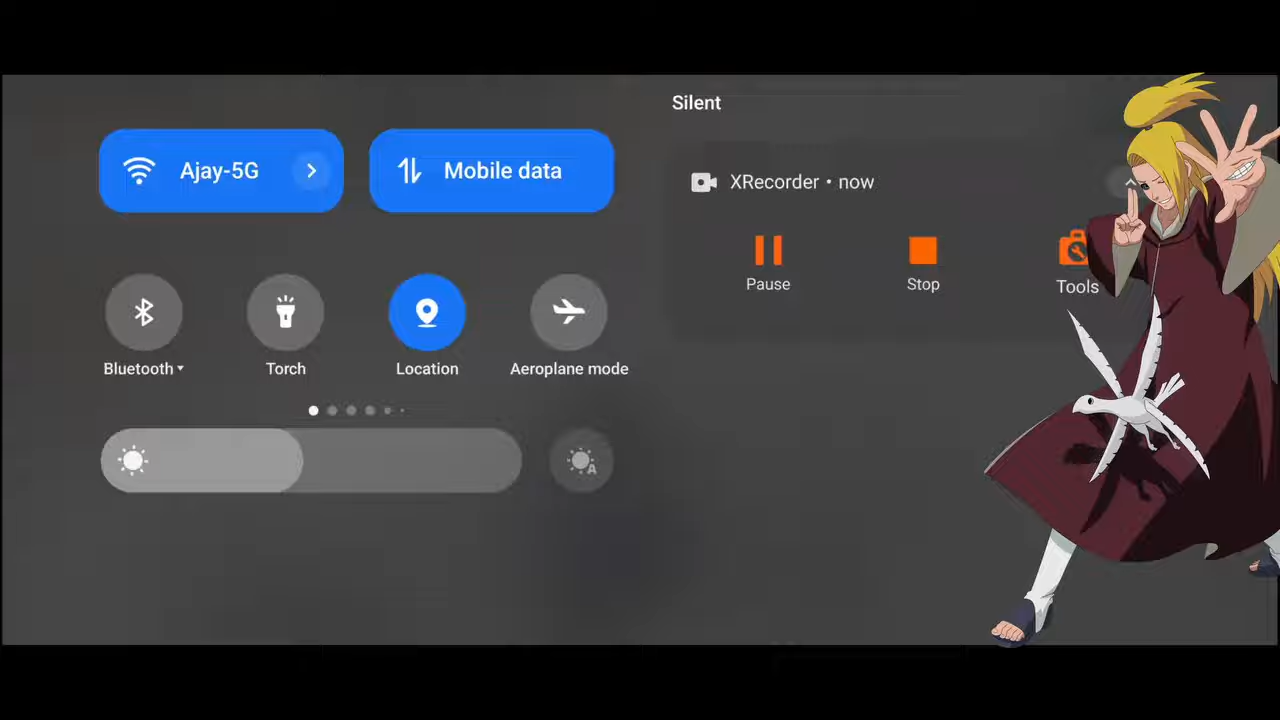 Silent
Ajay-5G
Mobile data
XRecorder • now
Pause
Stop
Tools
Bluetooth
Torch
Location
Aeroplane mode
A